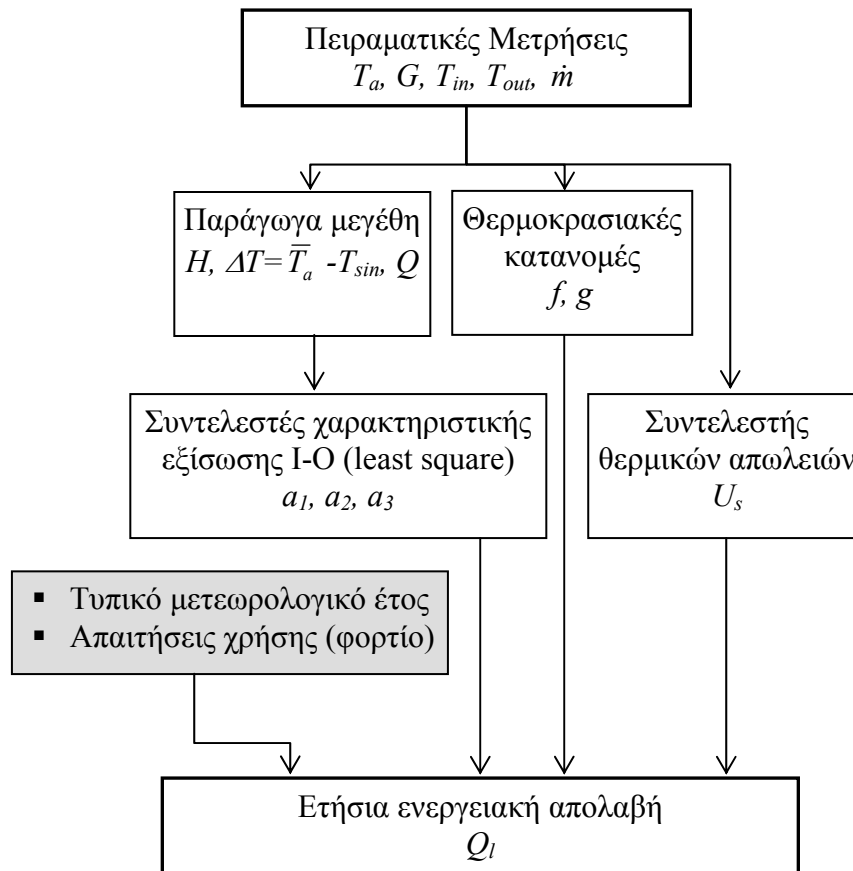 Πειραματικές Μετρήσεις
Ta, G, Tin, Tout, ṁ
Παράγωγα μεγέθη
H, ΔT= T̅a -Tsin, Q
Θερμοκρασιακές
κατανομές
f, g
Συντελεστές χαρακτηριστικής
εξίσωσης I-O (least square)
a1, a2, a3
Συντελεστής
θερμικών απωλειών
Us
▪ Τυπικό μετεωρολογικό έτος
▪ Απαιτήσεις χρήσης (φορτίο)
Ετήσια ενεργειακή απολαβή
Ql